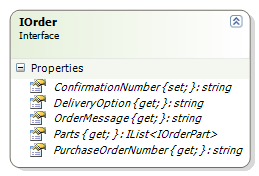 IOrder
Interface
Properties
ConfirmationNumber { set; } : string
DeliveryOption { get; } : string
OrderMessage { get; } : string
Parts { get; } : IList<IOrderPart>
PurchaseOrderNumber { get; } : string